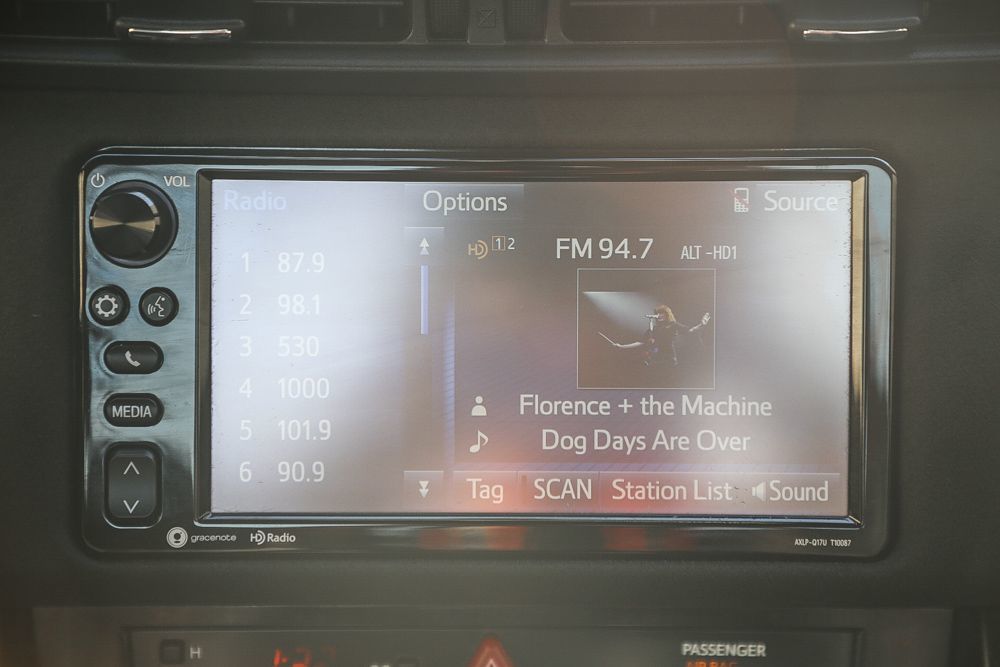 VOL
Radio
Options
Source
1 87.9
2 98.1
3 530
4 1000
5 101.9
6 90.9
HD 1 2
FM 94.7 ALT -HD1
Florence + the Machine
Dog Days Are Over
Tag
SCAN
Station List
Sound
MEDIA
gracenote
HD Radio
AXLP-Q17U T10087
H
PASSENGER
AIR BAG